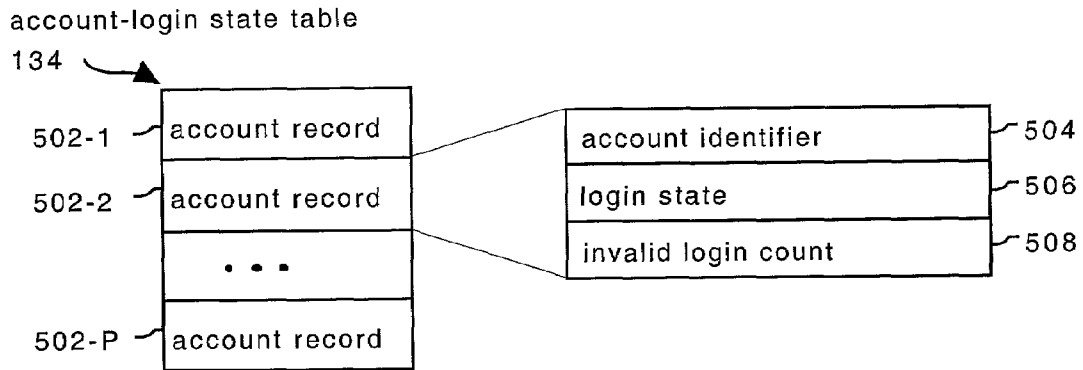 account-login state table
134
502-1 account record
502-2 account record
...
502-P account record
account identifier 504
login state 506
invalid login count 508